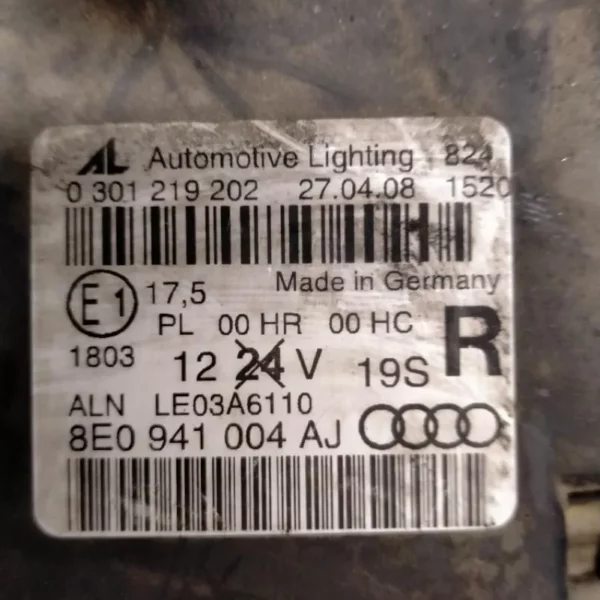 AL Automotive Lighting 824
0 301 219 202 27.04.08 1520
Made in Germany
E1 17,5
PL 00 HR 00 HC R
1803
12 24 V 19S
ALN LE03A6110
8E0 941 004 AJ